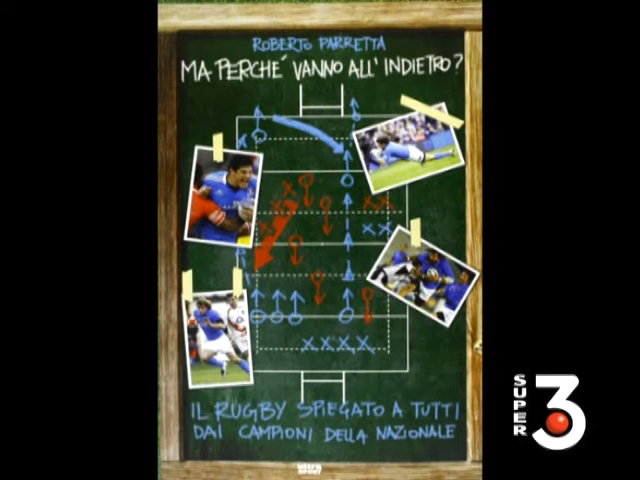 ROBERTO PARRETTA
MA PERCHÉ VANNO ALL'INDIETRO?
IL RUGBY SPIEGATO A TUTTI
DAI CAMPIONI DELLA NAZIONALE
SUPER 3